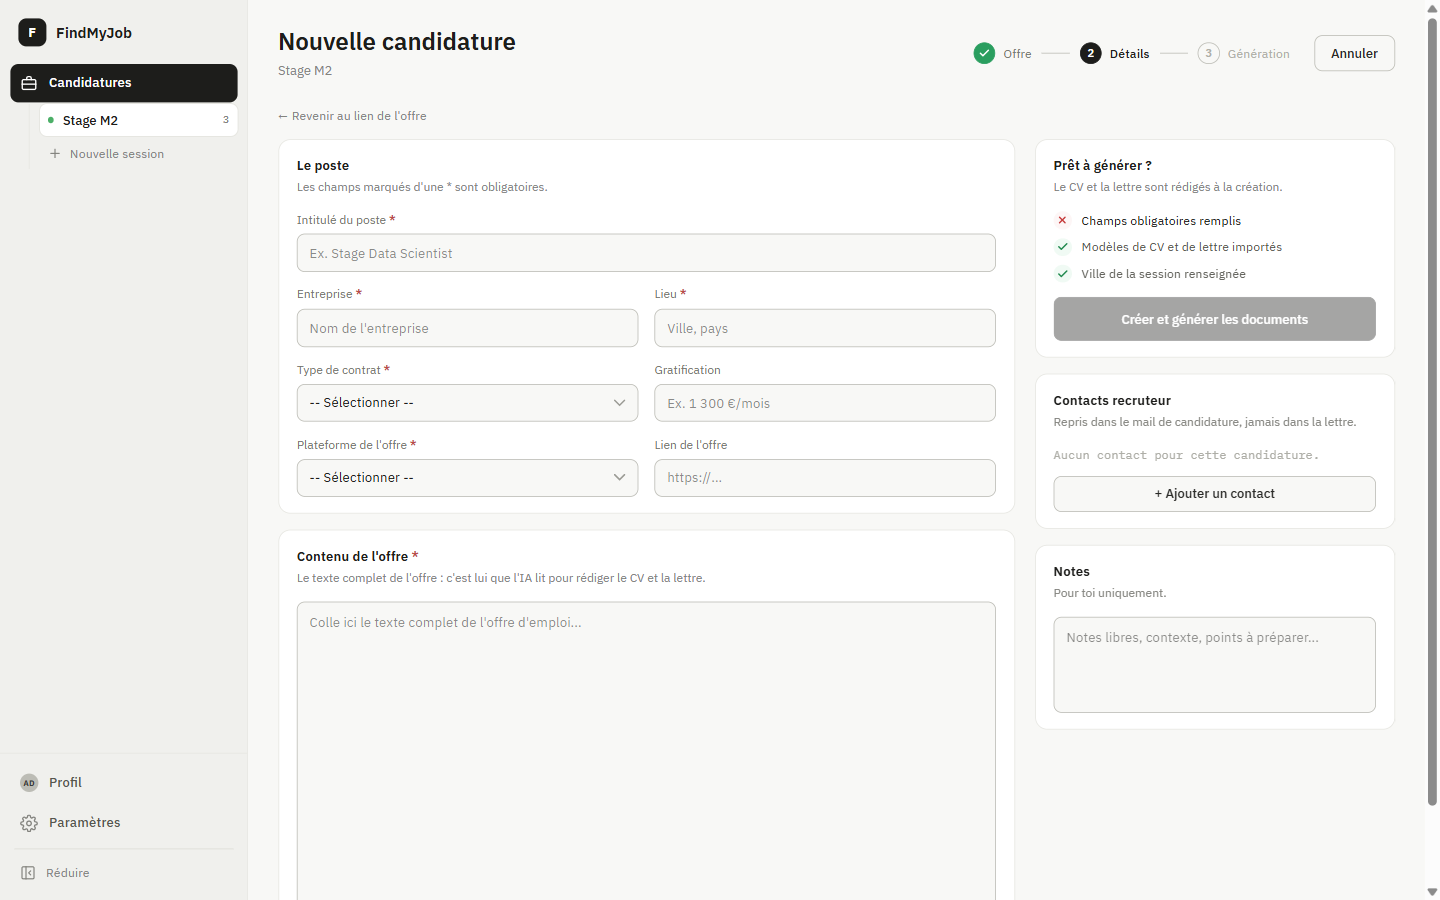 F FindMyJob
Candidatures
Stage M2 3
Nouvelle session
AD Profil
Paramètres
Réduire
Nouvelle candidature
Stage M2
Offre 2 Détails 3 Génération Annuler
← Revenir au lien de l'offre
Le poste
Les champs marqués d'une * sont obligatoires.
Intitulé du poste *
Ex. Stage Data Scientist
Entreprise * Lieu *
Nom de l'entreprise Ville, pays
Type de contrat * Gratification
-- Sélectionner -- Ex. 1 300 €/mois
Plateforme de l'offre * Lien de l'offre
-- Sélectionner -- https://...
Contenu de l'offre *
Le texte complet de l'offre : c'est lui que l'IA lit pour rédiger le CV et la lettre.
Colle ici le texte complet de l'offre d'emploi...
Prêt à générer ?
Le CV et la lettre sont rédigés à la création.
Champs obligatoires remplis
Modèles de CV et de lettre importés
Ville de la session renseignée
Créer et générer les documents
Contacts recruteur
Repris dans le mail de candidature, jamais dans la lettre.
Aucun contact pour cette candidature.
+ Ajouter un contact
Notes
Pour toi uniquement.
Notes libres, contexte, points à préparer...